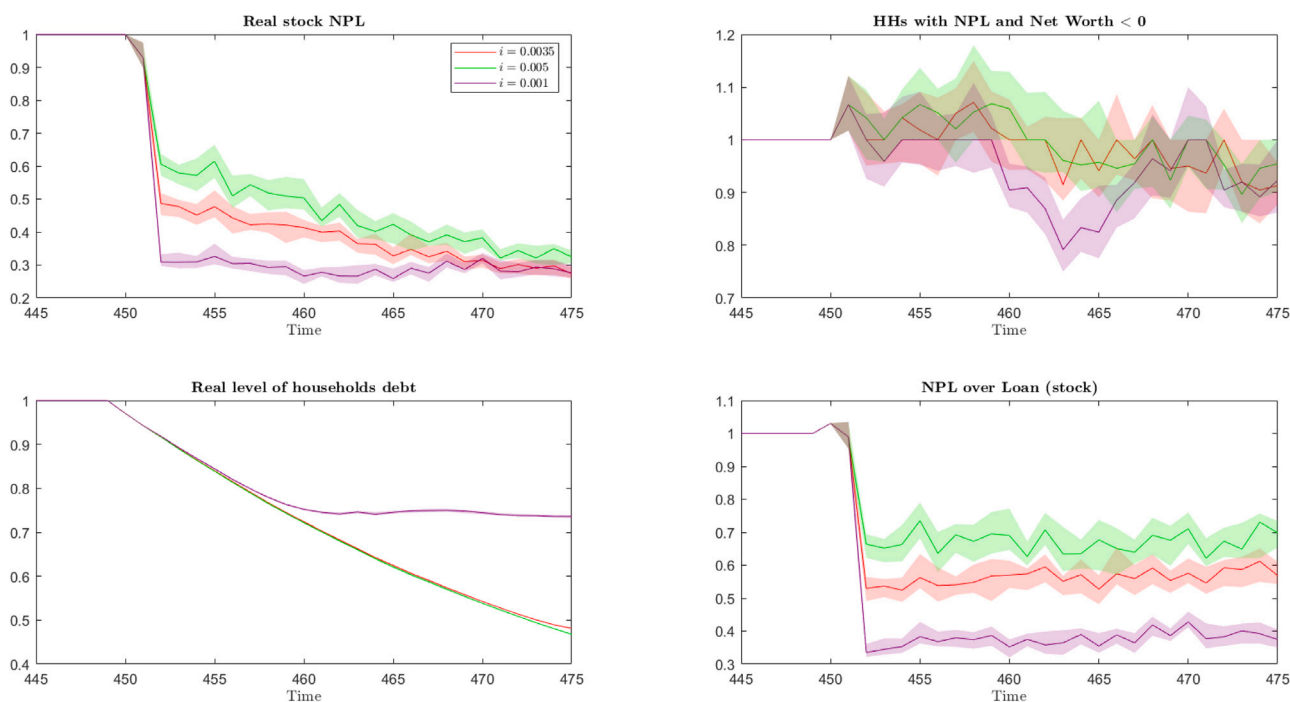 Real stock NPL
1
0.9
0.8
0.7
0.6
0.5
0.4
0.3
0.2
i = 0.0035
i = 0.005
i = 0.001
445 450 455 460 465 470 475
Time
HHs with NPL and Net Worth < 0
1.2
1.1
1
0.9
0.8
0.7
445 450 455 460 465 470 475
Time
Real level of households debt
1
0.9
0.8
0.7
0.6
0.5
0.4
445 450 455 460 465 470 475
Time
NPL over Loan (stock)
1.1
1
0.9
0.8
0.7
0.6
0.5
0.4
0.3
445 450 455 460 465 470 475
Time